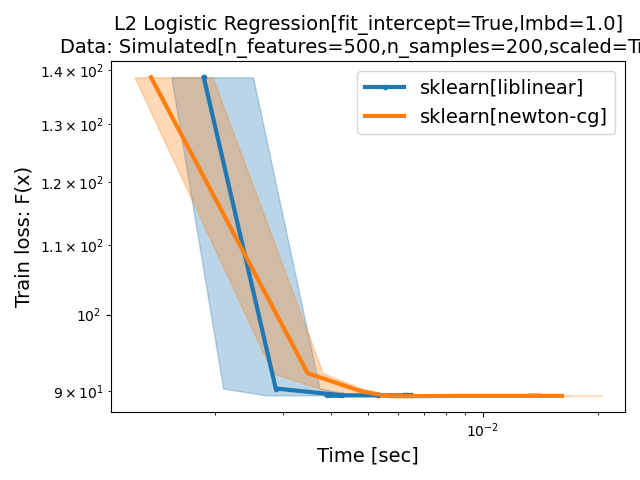 L2 Logistic Regression[fit_intercept=True,lmbd=1.0]
Data: Simulated[n_features=500,n_samples=200,scaled=Tr
1.4 × 10²
1.3 × 10²
1.2 × 10²
1.1 × 10²
10²
9 × 10¹
Train loss: F(x)
sklearn[liblinear]
sklearn[newton-cg]
10⁻²
Time [sec]